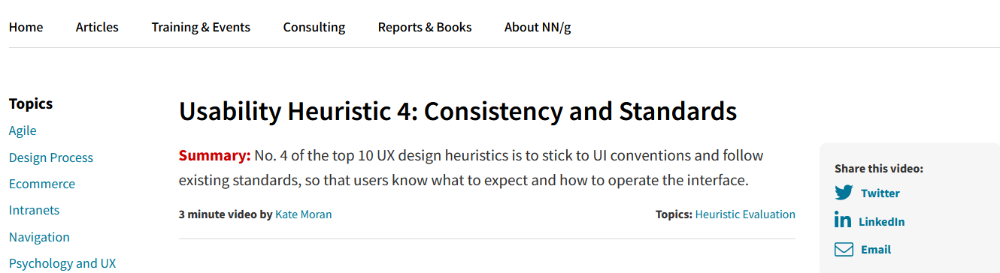 Home Articles Training & Events Consulting Reports & Books About NN/g
Topics
Agile
Design Process
Ecommerce
Intranets
Navigation
Psychology and UX
Usability Heuristic 4: Consistency and Standards
Summary: No. 4 of the top 10 UX design heuristics is to stick to UI conventions and follow
existing standards, so that users know what to expect and how to operate the interface.
3 minute video by Kate Moran Topics: Heuristic Evaluation
Share this video:
Twitter
LinkedIn
Email